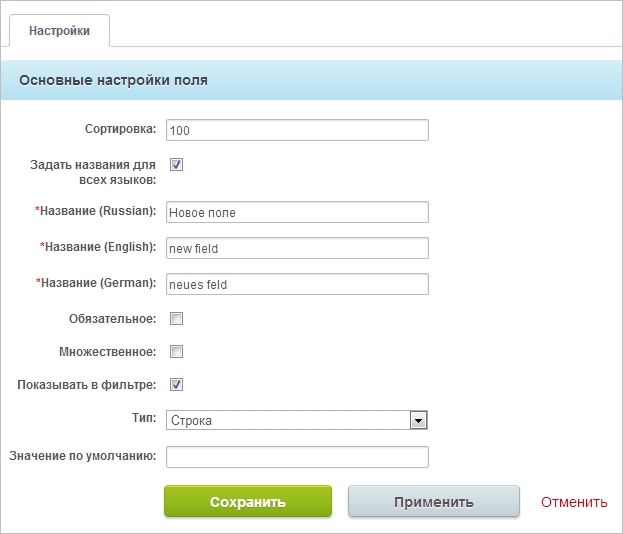 Настройки
Основные настройки поля
Сортировка: 100
Задать названия для
всех языков:
*Название (Russian): Новое поле
*Название (English): new field
*Название (German): neues feld
Обязательное:
Множественное:
Показывать в фильтре:
Тип: Строка
Значение по умолчанию:
Сохранить Применить Отменить